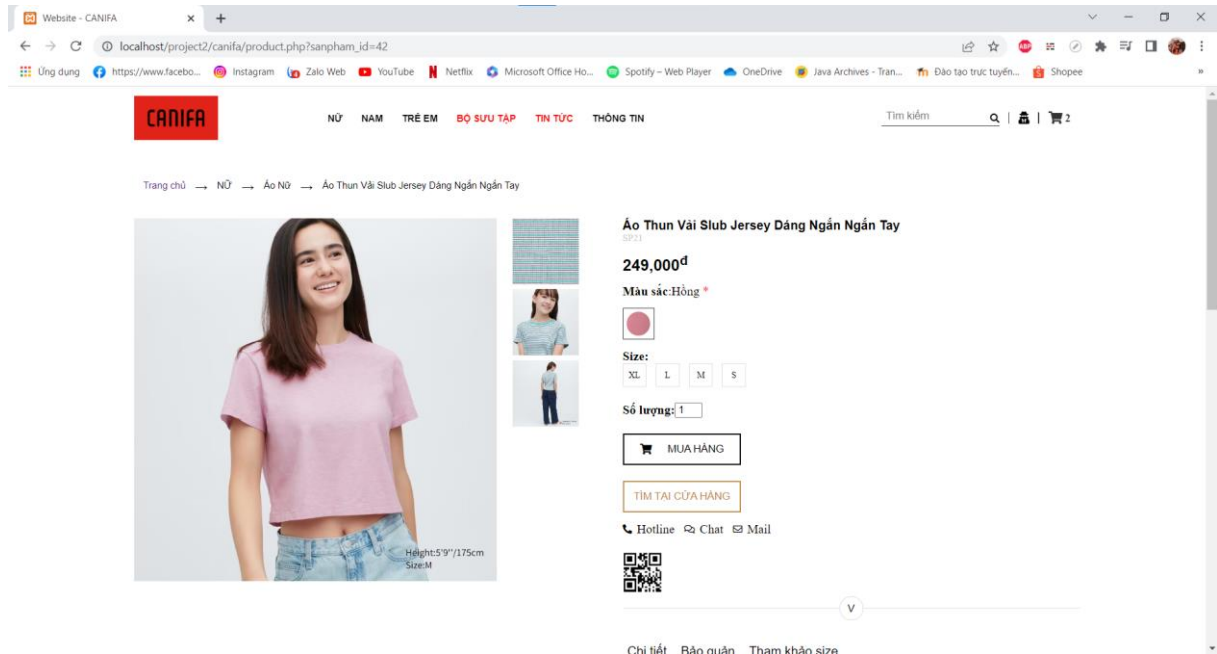 Website - CANIFA
localhost/project2/canifa/product.php?sanpham_id=42
Ứng dụng https://www.facebo... Instagram Zalo Web YouTube Netflix Microsoft Office Ho... Spotify – Web Player OneDrive Java Archives - Tran... Đào tạo trực tuyến... Shopee
CANIFA NỮ NAM TRẺ EM BỘ SƯU TẬP TIN TỨC THÔNG TIN Tìm kiếm 2
Trang chủ → NỮ → Áo Nữ → Áo Thun Vải Slub Jersey Dáng Ngắn Ngắn Tay
Áo Thun Vải Slub Jersey Dáng Ngắn Ngắn Tay
SP21
249,000đ
Màu sắc:Hồng *
Size:
XL L M S
Số lượng: 1
MUA HÀNG
TÌM TẠI CỬA HÀNG
Hotline Chat Mail
Height:5'9''/175cm
Size:M
V
Chi tiết Bảo quản Tham khảo size